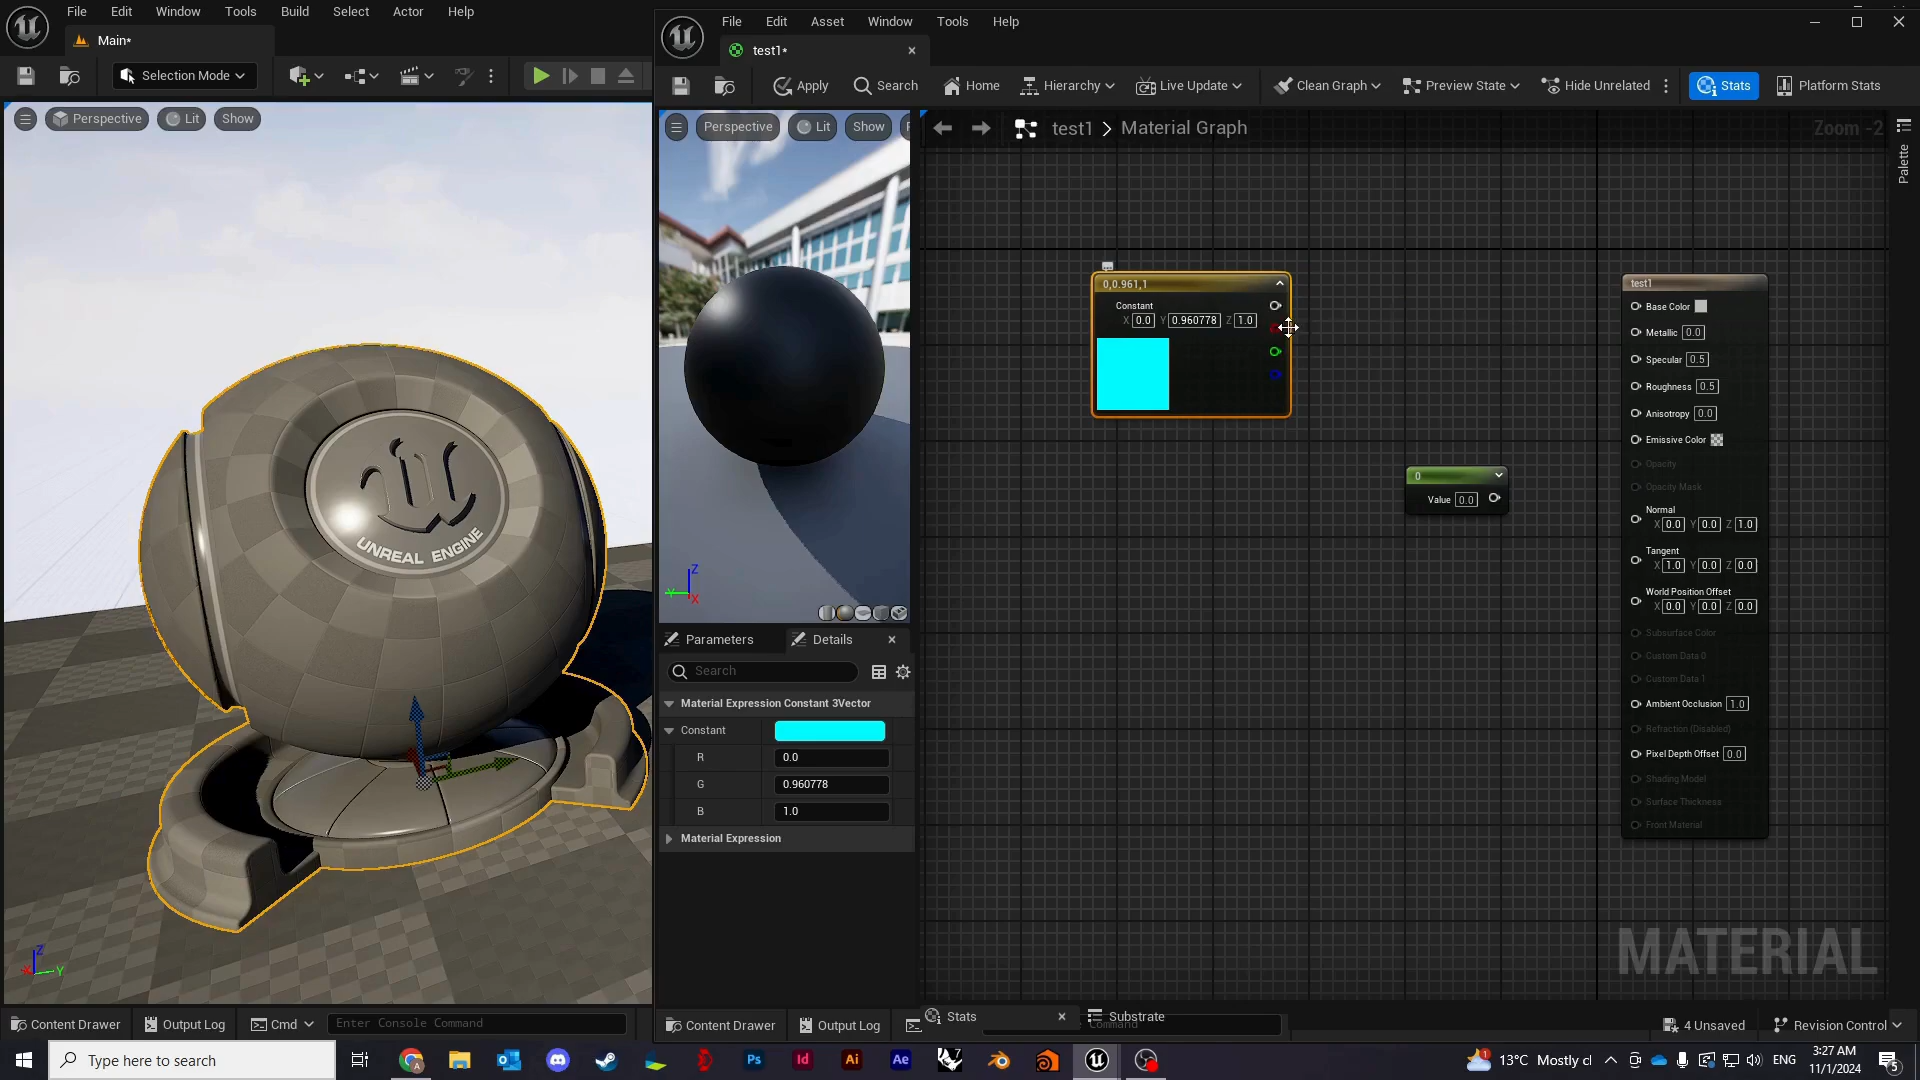 File Edit Window Tools Build Select Actor Help
Main*
Selection Mode
Perspective Lit Show
UNREAL ENGINE
Z
Y
Content Drawer Output Log Cmd Enter Console Command
File Edit Asset Window Tools Help
test1*
Apply Search Home Hierarchy Live Update Clean Graph Preview State Hide Unrelated Stats Platform Stats
Perspective Lit Show
test1 > Material Graph
Zoom -2
Palette
Z
Y
X
Parameters Details
Search
Material Expression Constant 3Vector
Constant
R 0.0
G 0.960778
B 1.0
Material Expression
0,0.961,1
Constant
X 0.0 Y 0.960778 Z 1.0
0
Value 0.0
test1
Base Color
Metallic 0.0
Specular 0.5
Roughness 0.5
Anisotropy 0.0
Emissive Color
Opacity
Opacity Mask
Normal
X 0.0 Y 0.0 Z 1.0
Tangent
X 1.0 Y 0.0 Z 0.0
World Position Offset
X 0.0 Y 0.0 Z 0.0
Subsurface Color
Custom Data 0
Custom Data 1
Ambient Occlusion 1.0
Refraction (Disabled)
Pixel Depth Offset 0.0
Shading Model
Surface Thickness
Front Material
MATERIAL
Stats Substrate
Content Drawer Output Log 4 Unsaved Revision Control
Type here to search
Ps Id Ai Ae
13°C Mostly cl ENG
3:27 AM
11/1/2024
5